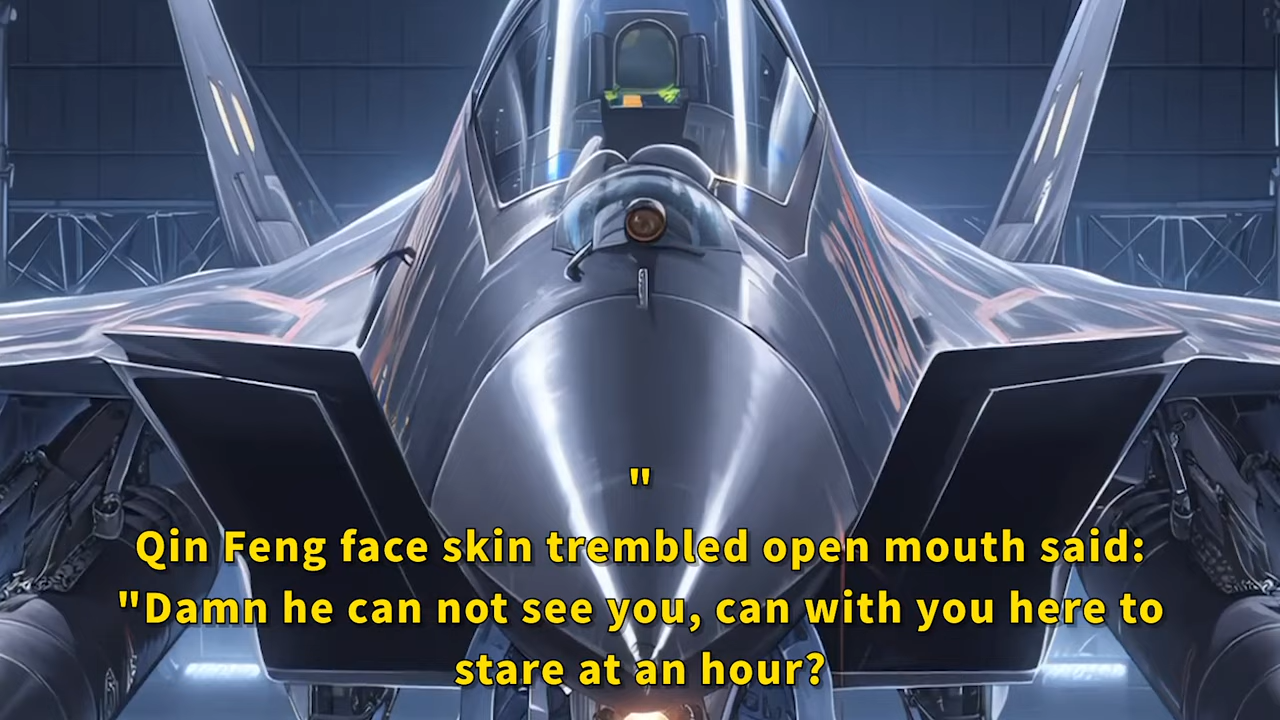 "
Qin Feng face skin trembled open mouth said:
"Damn he can not see you, can with you here to
stare at an hour?